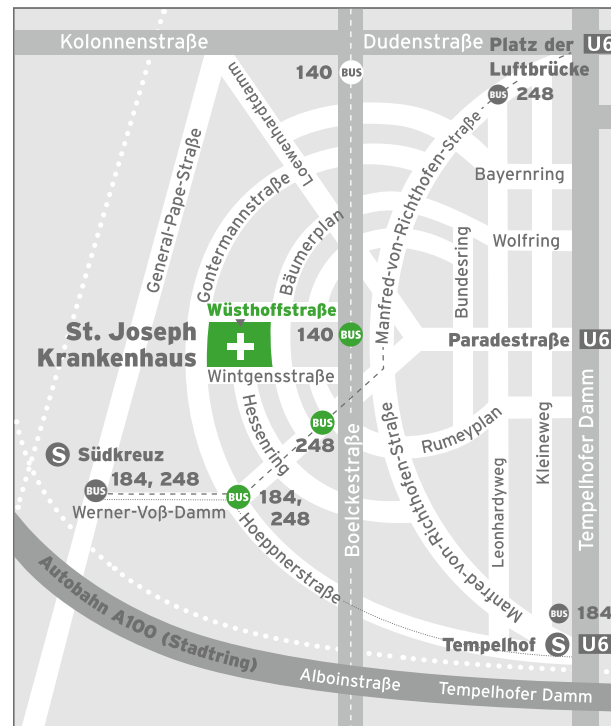 Kolonnenstraße
Dudenstraße
Platz der
Luftbrücke
U6
140 BUS
BUS 248
Loewenhardtdamm
General-Pape-Straße
Gontermannstraße
Bäumerplan
Manfred-von-Richthofen-Straße
Bayernring
Wolfring
Bundesring
Wüsthoffstraße
St. Joseph
Krankenhaus
140 BUS
Paradestraße U6
Wintgensstraße
Hessenring
BUS
248
Boelckestraße
Manfred-von-Richthofen-Straße
Rumeyplan
Kleineweg
Leonhardyweg
Tempelhofer Damm
S Südkreuz
BUS 184, 248
Werner-Voß-Damm
BUS 184,
248
Hoeppnerstraße
BUS 184
Tempelhof S U6
Autobahn A100 (Stadtring)
Alboinstraße
Tempelhofer Damm